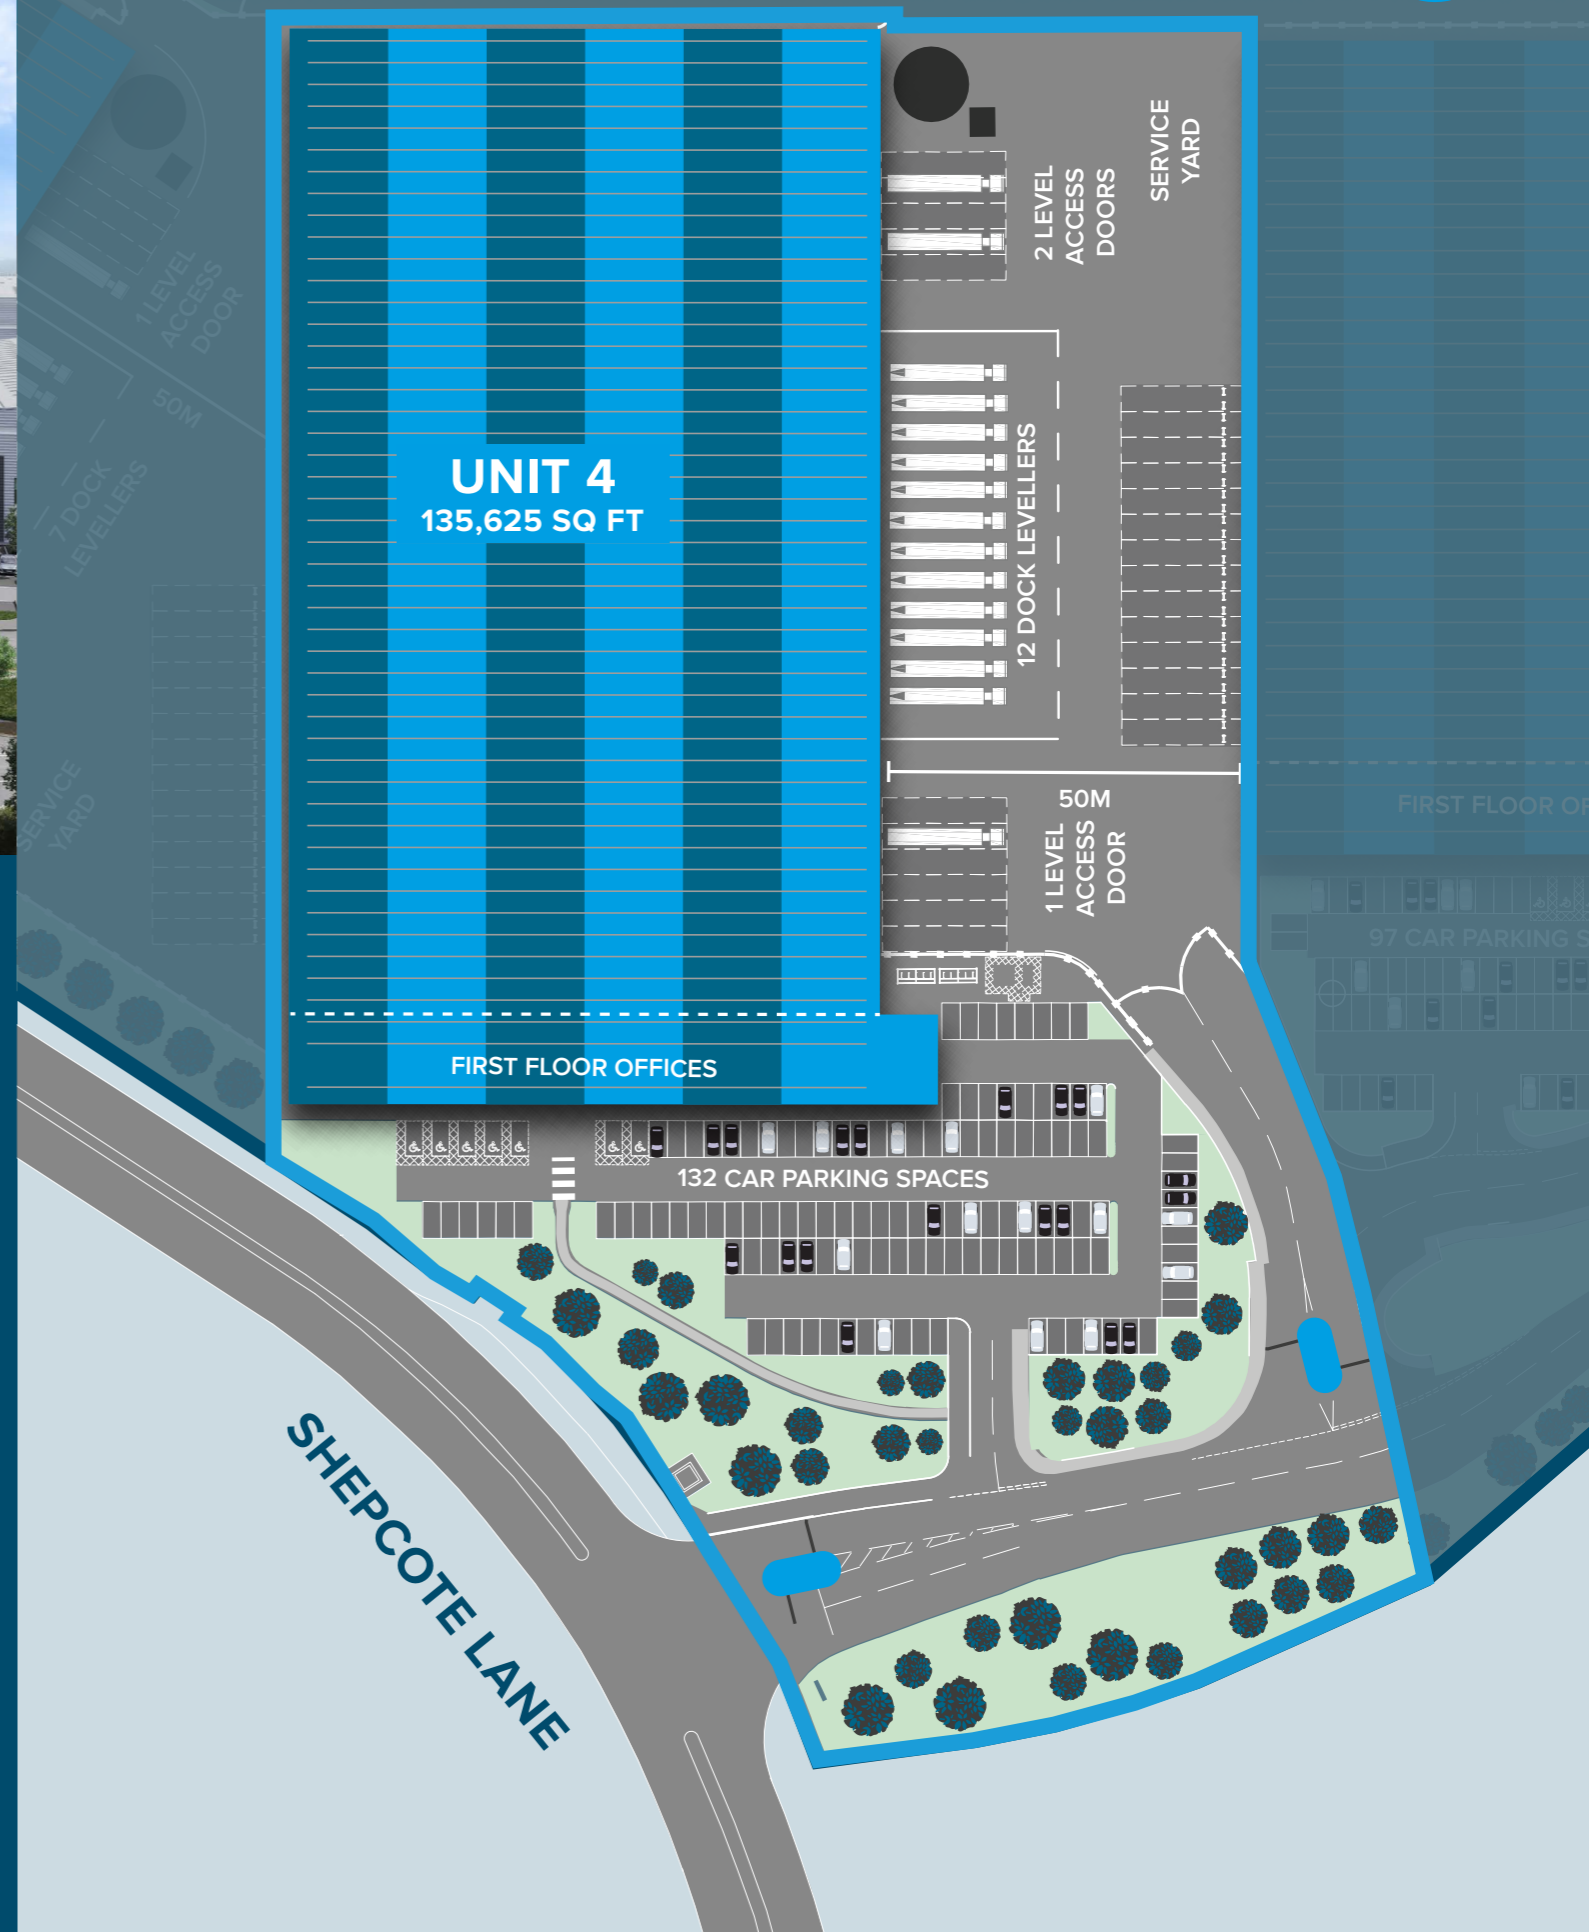 SERVICE
YARD
2 LEVEL
ACCESS
DOORS
1 LEVEL
ACCESS
DOOR
50M
7 DOCK
LEVELLERS
UNIT 4
135,625 SQ FT
12 DOCK LEVELLERS
SERVICE
YARD
50M
1 LEVEL
ACCESS
DOOR
FIRST FLOOR OF
97 CAR PARKING S
FIRST FLOOR OFFICES
132 CAR PARKING SPACES
SHEPCOTE LANE